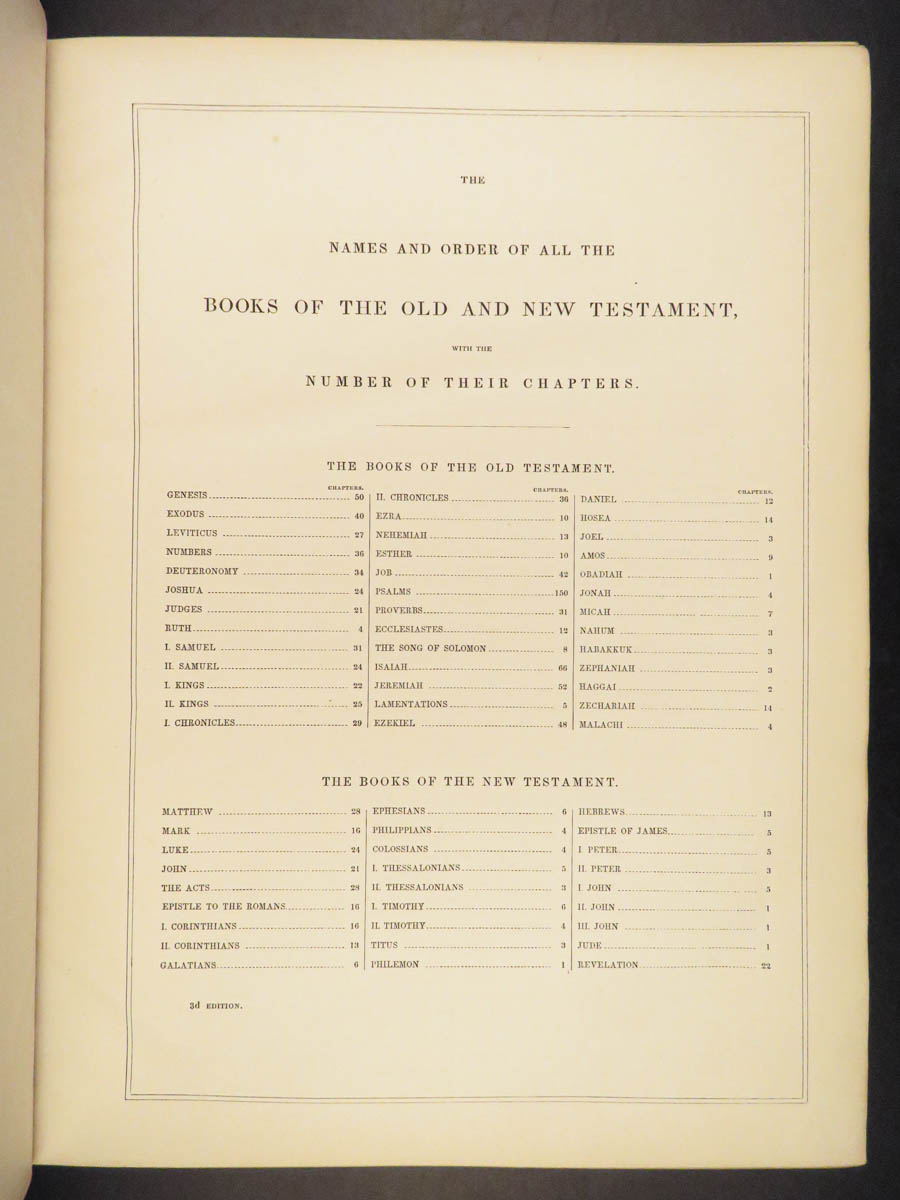 THE
NAMES AND ORDER OF ALL THE
BOOKS OF THE OLD AND NEW TESTAMENT,
WITH THE
NUMBER OF THEIR CHAPTERS.
THE BOOKS OF THE OLD TESTAMENT.
CHAPTERS.
GENESIS 50
EXODUS 40
LEVITICUS 27
NUMBERS 36
DEUTERONOMY 34
JOSHUA 24
JUDGES 21
RUTH 4
I. SAMUEL 31
II. SAMUEL 24
I. KINGS 22
II. KINGS 25
I. CHRONICLES 29
CHAPTERS.
II. CHRONICLES 36
EZRA 10
NEHEMIAH 13
ESTHER 10
JOB 42
PSALMS 150
PROVERBS 31
ECCLESIASTES 12
THE SONG OF SOLOMON 8
ISAIAH 66
JEREMIAH 52
LAMENTATIONS 5
EZEKIEL 48
CHAPTERS.
DANIEL 12
HOSEA 14
JOEL 3
AMOS 9
OBADIAH 1
JONAH 4
MICAH 7
NAHUM 3
HABAKKUK 3
ZEPHANIAH 3
HAGGAI 2
ZECHARIAH 14
MALACHI 4
THE BOOKS OF THE NEW TESTAMENT.
MATTHEW 28
MARK 16
LUKE 24
JOHN 21
THE ACTS 28
EPISTLE TO THE ROMANS 16
I. CORINTHIANS 16
II. CORINTHIANS 13
GALATIANS 6
EPHESIANS 6
PHILIPPIANS 4
COLOSSIANS 4
I. THESSALONIANS 5
II. THESSALONIANS 3
I. TIMOTHY 6
II. TIMOTHY 4
TITUS 3
PHILEMON 1
HEBREWS 13
EPISTLE OF JAMES 5
I. PETER 5
II. PETER 3
I. JOHN 5
II. JOHN 1
III. JOHN 1
JUDE 1
REVELATION 22
3d EDITION.